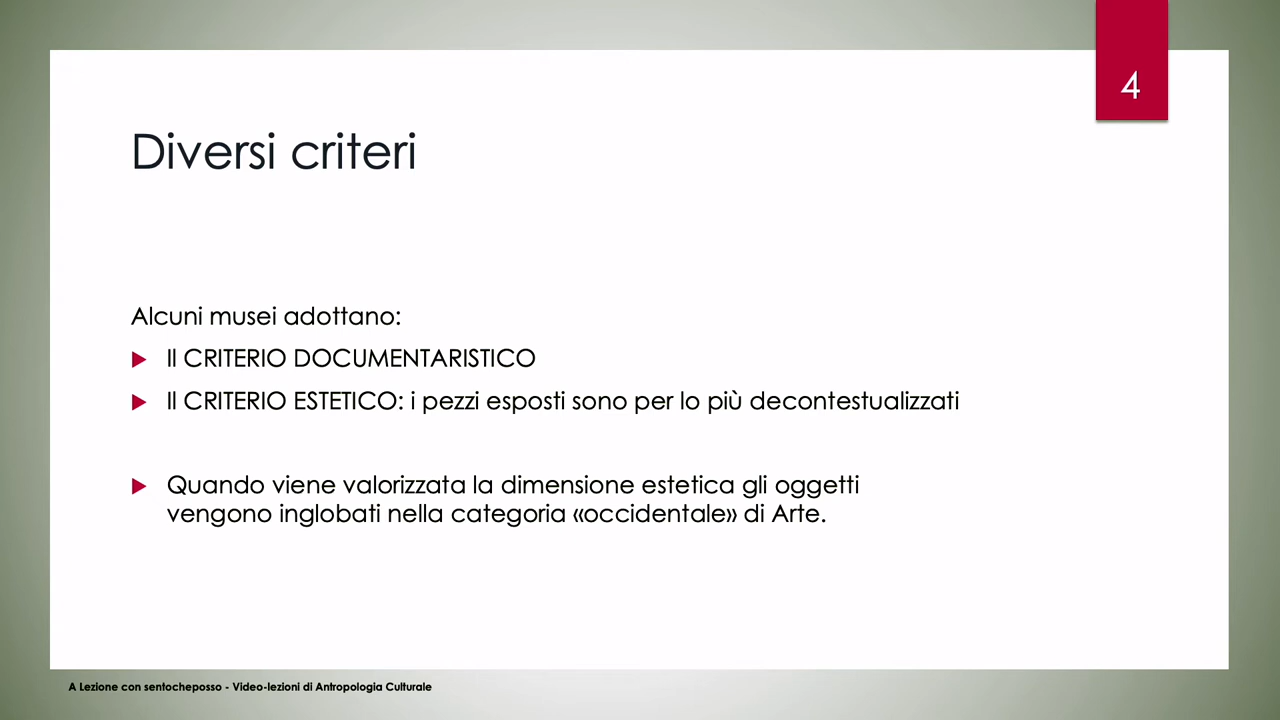 4
Diversi criteri
Alcuni musei adottano:
Il CRITERIO DOCUMENTARISTICO
Il CRITERIO ESTETICO: i pezzi esposti sono per lo più decontestualizzati
Quando viene valorizzata la dimensione estetica gli oggetti
vengono inglobati nella categoria «occidentale» di Arte.
A Lezione con sentocheposso - Video-lezioni di Antropologia Culturale